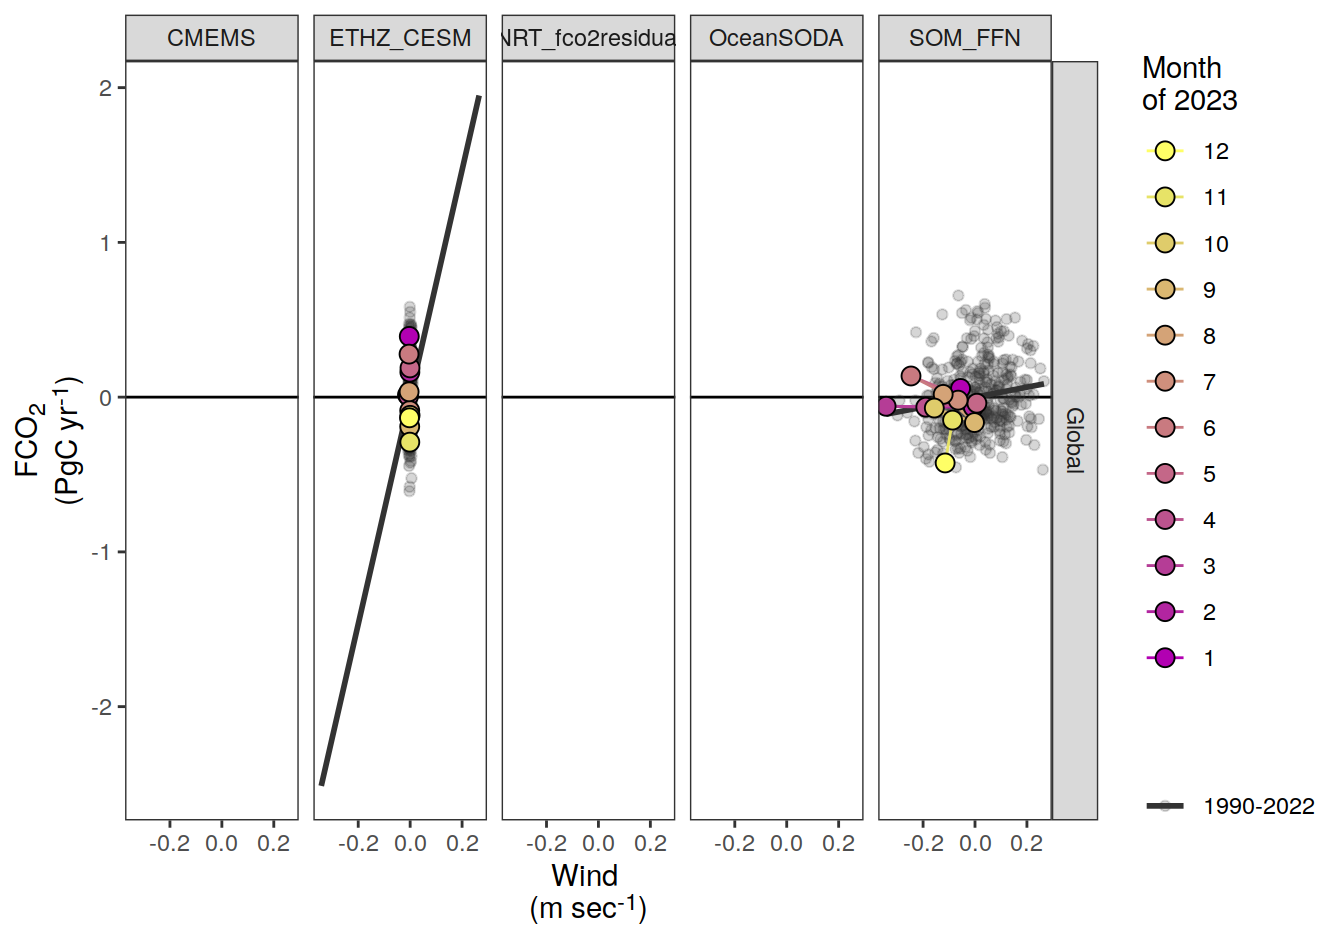 CMEMS ETHZ_CESM NRT_fco2residua OceanSODA SOM_FFN
2
1
0
-1
-2
FCO2
(PgC yr-1)
Global
-0.2 0.0 0.2 -0.2 0.0 0.2 -0.2 0.0 0.2 -0.2 0.0 0.2 -0.2 0.0 0.2
Wind
(m sec-1)
Month
of 2023
12
11
10
9
8
7
6
5
4
3
2
1
1990-2022